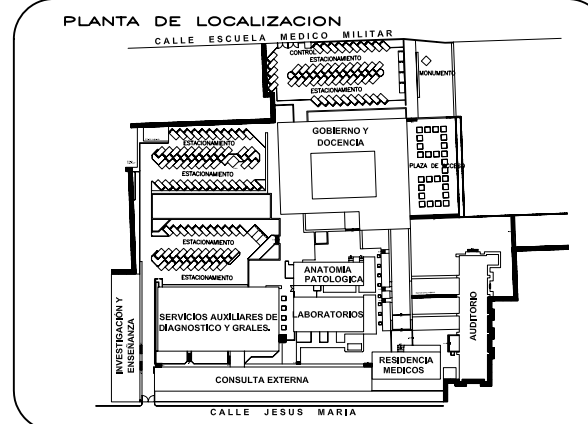 PLANTA DE LOCALIZACION
CALLE ESCUELA MEDICO MILITAR
CONTROL
ESTACIONAMIENTO
MONUMENTO
ESTACIONAMIENTO
GOBIERNO Y
DOCENCIA
ESTACIONAMIENTO
PLAZA DE ACCESO
ESTACIONAMIENTO
ESTACIONAMIENTO
ANATOMIA
PATOLOGICA
ESTACIONAMIENTO
SERVICIOS AUXILIARES DE
DIAGNOSTICO Y GRALES.
LABORATORIOS
AUDITORIO
INVESTIGACIÓN Y
ENSEÑANZA
RESIDENCIA
MEDICOS
CONSULTA EXTERNA
CALLE JESUS MARIA